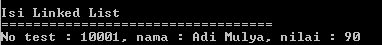 Isi Linked List
==================================
No test : 10001, nama : Adi Mulya, nilai : 90